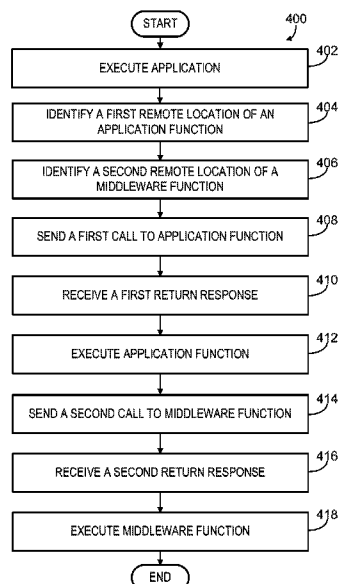 START
400
402
EXECUTE APPLICATION
404
IDENTIFY A FIRST REMOTE LOCATION OF AN
APPLICATION FUNCTION
406
IDENTIFY A SECOND REMOTE LOCATION OF A
MIDDLEWARE FUNCTION
408
SEND A FIRST CALL TO APPLICATION FUNCTION
410
RECEIVE A FIRST RETURN RESPONSE
412
EXECUTE APPLICATION FUNCTION
414
SEND A SECOND CALL TO MIDDLEWARE FUNCTION
416
RECEIVE A SECOND RETURN RESPONSE
418
EXECUTE MIDDLEWARE FUNCTION
END